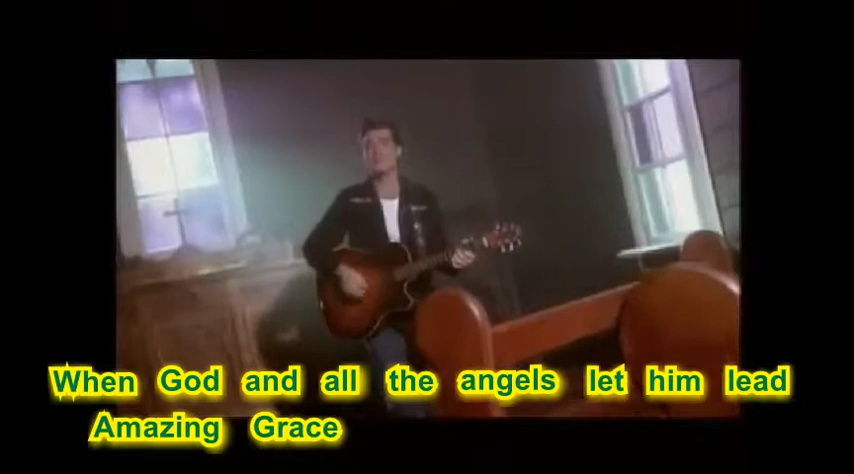 When God and all the angels let him lead
Amazing Grace